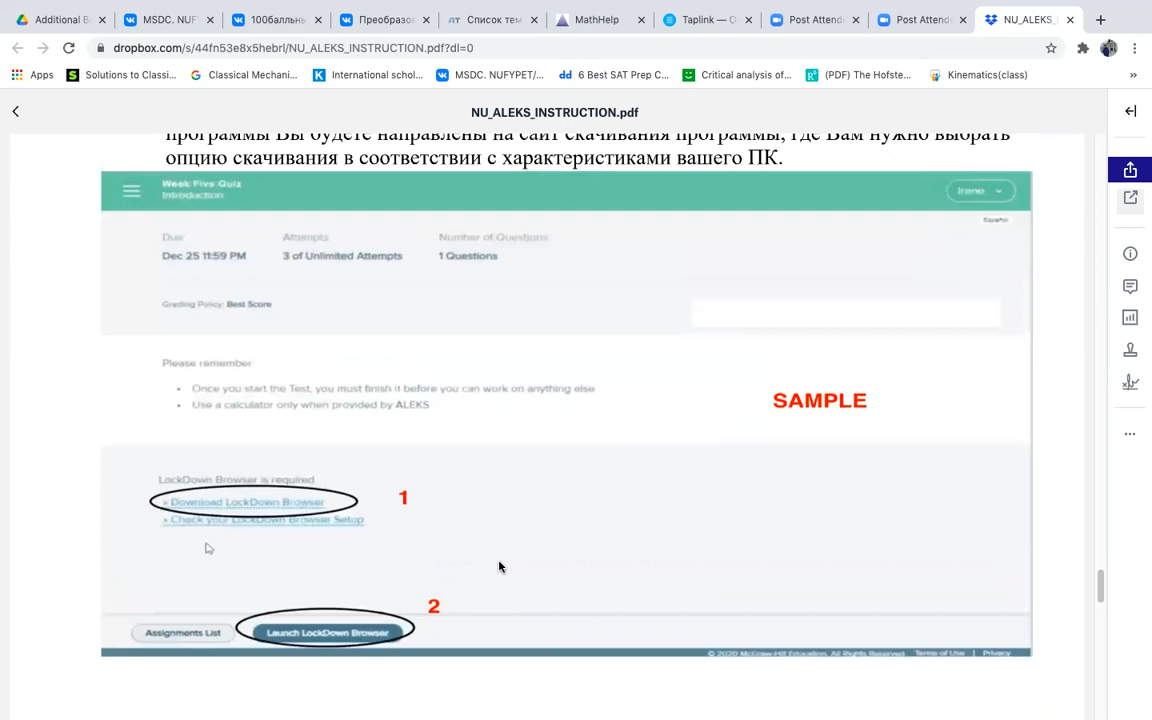 Additional B
MSDC. NUF
100балльнь
Преобразов
Список тем
MathHelp
Taplink — О
Post Attende
Post Attende
NU_ALEKS_I
dropbox.com/s/44fn53e8x5hebrl/NU_ALEKS_INSTRUCTION.pdf?dl=0
Apps
Solutions to Classi...
Classical Mechani...
International schol...
MSDC. NUFYPET/...
6 Best SAT Prep C...
Critical analysis of...
(PDF) The Hofste...
Kinematics(class)
NU_ALEKS_INSTRUCTION.pdf
программы Вы будете направлены на сайт скачивания программы, где Вам нужно выбрать
опцию скачивания в соответствии с характеристиками вашего ПК.
Week Five Quiz
Introduction
Irene
Español
Due
Attempts
Number of Questions
Dec 25 11:59 PM
3 of Unlimited Attempts
1 Questions
Grading Policy: Best Score
Please remember
• Once you start the Test, you must finish it before you can work on anything else
• Use a calculator only when provided by ALEKS
SAMPLE
LockDown Browser is required
» Download LockDown Browser
1
» Check your LockDown Browser Setup
2
Assignments List
Launch LockDown Browser
© 2020 McGraw-Hill Education. All Rights Reserved. Terms of Use | Privacy